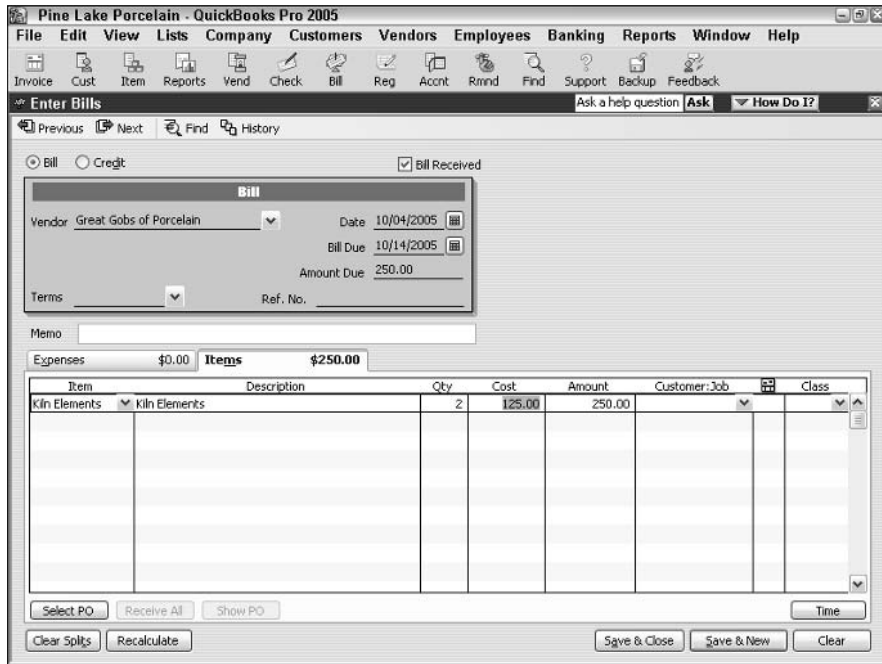 Pine Lake Porcelain - QuickBooks Pro 2005
File Edit View Lists Company Customers Vendors Employees Banking Reports Window Help
Invoice Cust Item Reports Vend Check Bill Reg Accnt Rmnd Find Support Backup Feedback
Enter Bills Ask a help question Ask How Do I?
Previous Next Find History
Bill Credit Bill Received
Bill
Vendor Great Gobs of Porcelain Date 10/04/2005
Bill Due 10/14/2005
Amount Due 250.00
Terms Ref. No.
Memo
Expenses $0.00 Items $250.00
Item Description Qty Cost Amount Customer:Job Class
Kiln Elements Kiln Elements 2 125.00 250.00
Select PO Receive All Show PO Time
Clear Splits Recalculate Save & Close Save & New Clear